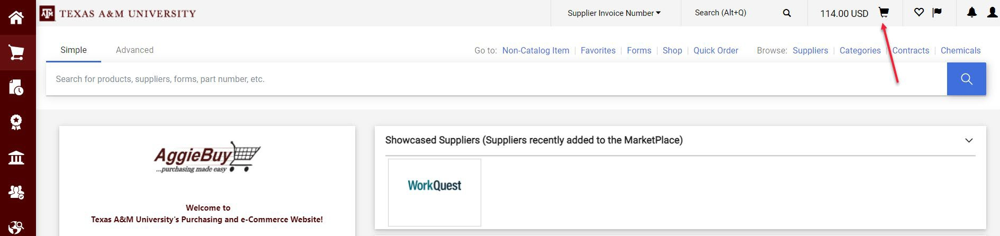 TEXAS A&M UNIVERSITY
Supplier Invoice Number
Search (Alt+Q)
114.00 USD
Simple
Advanced
Go to: Non-Catalog Item | Favorites | Forms | Shop | Quick Order
Browse: Suppliers | Categories | Contracts | Chemicals
Search for products, suppliers, forms, part number, etc.
AggieBuy
...purchasing made easy
Welcome to
Texas A&M University's Purchasing and e-Commerce Website!
Showcased Suppliers (Suppliers recently added to the MarketPlace)
WorkQuest